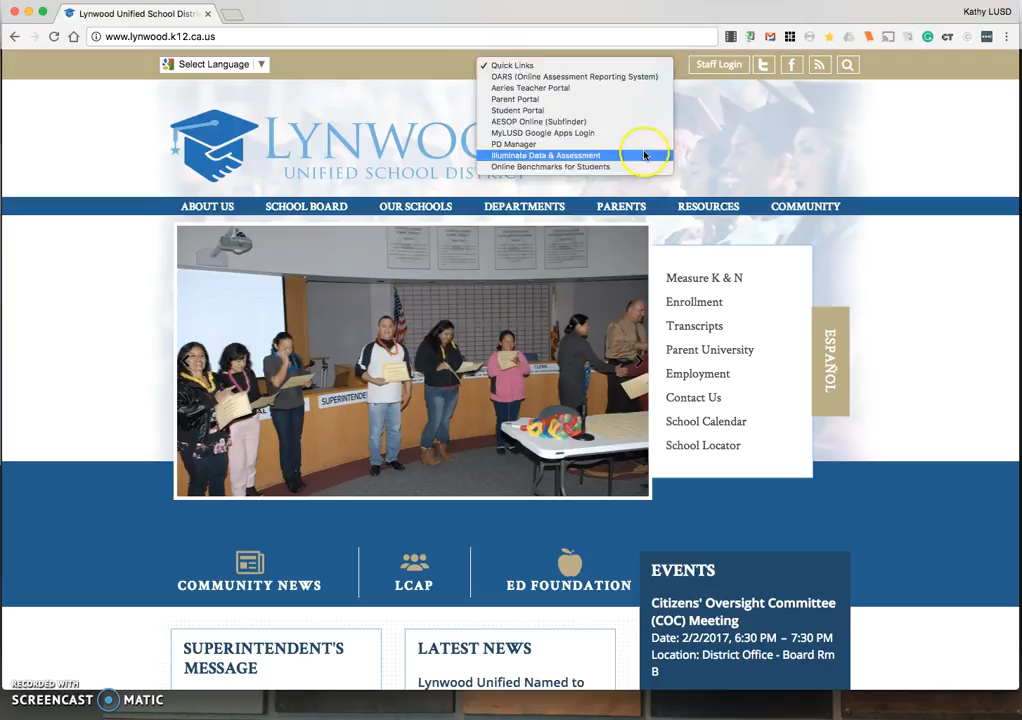 Lynwood Unified School Distri
Kathy LUSD
www.lynwood.k12.ca.us
Select Language ▼
✓ Quick Links
OARS (Online Assessment Reporting System)
Aeries Teacher Portal
Parent Portal
Student Portal
AESOP Online (Subfinder)
MyLUSD Google Apps Login
PD Manager
Illuminate Data & Assessment
Online Benchmarks for Students
Staff Login
LYNWOO
UNIFIED SCHOOL DISTRICT
ABOUT US SCHOOL BOARD OUR SCHOOLS DEPARTMENTS PARENTS RESOURCES COMMUNITY
SUPERINTENDE
CLERK
Measure K & N
Enrollment
Transcripts
Parent University
Employment
Contact Us
School Calendar
School Locator
ESPAÑOL
COMMUNITY NEWS
LCAP
ED FOUNDATION
EVENTS
Citizens' Oversight Committee
(COC) Meeting
Date: 2/2/2017, 6:30 PM – 7:30 PM
Location: District Office - Board Rm
B
SUPERINTENDENT'S
MESSAGE
LATEST NEWS
Lynwood Unified Named to
RECORDED WITH
SCREENCAST MATIC